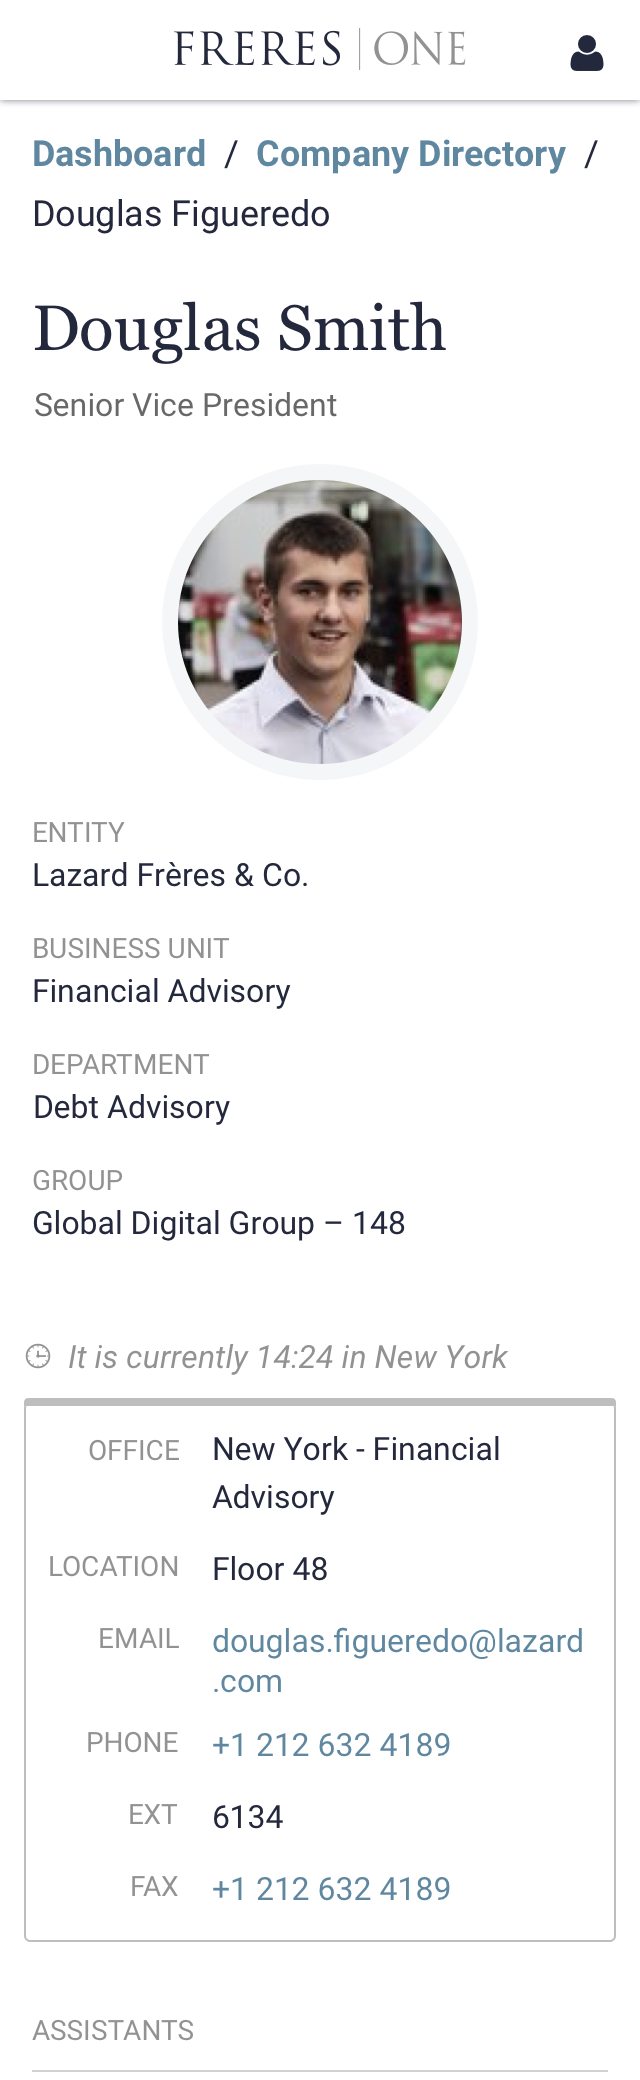 FRERES | ONE
Dashboard / Company Directory /
Douglas Figueredo
Douglas Smith
Senior Vice President
ENTITY
Lazard Frères & Co.
BUSINESS UNIT
Financial Advisory
DEPARTMENT
Debt Advisory
GROUP
Global Digital Group – 148
It is currently 14:24 in New York
OFFICE New York - Financial
Advisory
LOCATION Floor 48
EMAIL douglas.figueredo@lazard
.com
PHONE +1 212 632 4189
EXT 6134
FAX +1 212 632 4189
ASSISTANTS